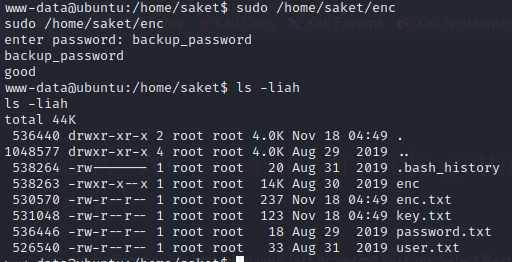 www-data@ubuntu:/home/saket$ sudo /home/saket/enc
sudo /home/saket/enc
enter password: backup_password
backup_password
good
www-data@ubuntu:/home/saket$ ls -liah
ls -liah
total 44K
536440 drwxr-xr-x 2 root root 4.0K Nov 18 04:49 .
1048577 drwxr-xr-x 4 root root 4.0K Aug 29 2019 ..
538264 -rw------- 1 root root 20 Aug 31 2019 .bash_history
538263 -rwxr-x--x 1 root root 14K Aug 30 2019 enc
530570 -rw-r--r-- 1 root root 237 Nov 18 04:49 enc.txt
531048 -rw-r--r-- 1 root root 123 Nov 18 04:49 key.txt
536446 -rw-r--r-- 1 root root 18 Aug 29 2019 password.txt
526540 -rw-r--r-- 1 root root 33 Aug 31 2019 user.txt